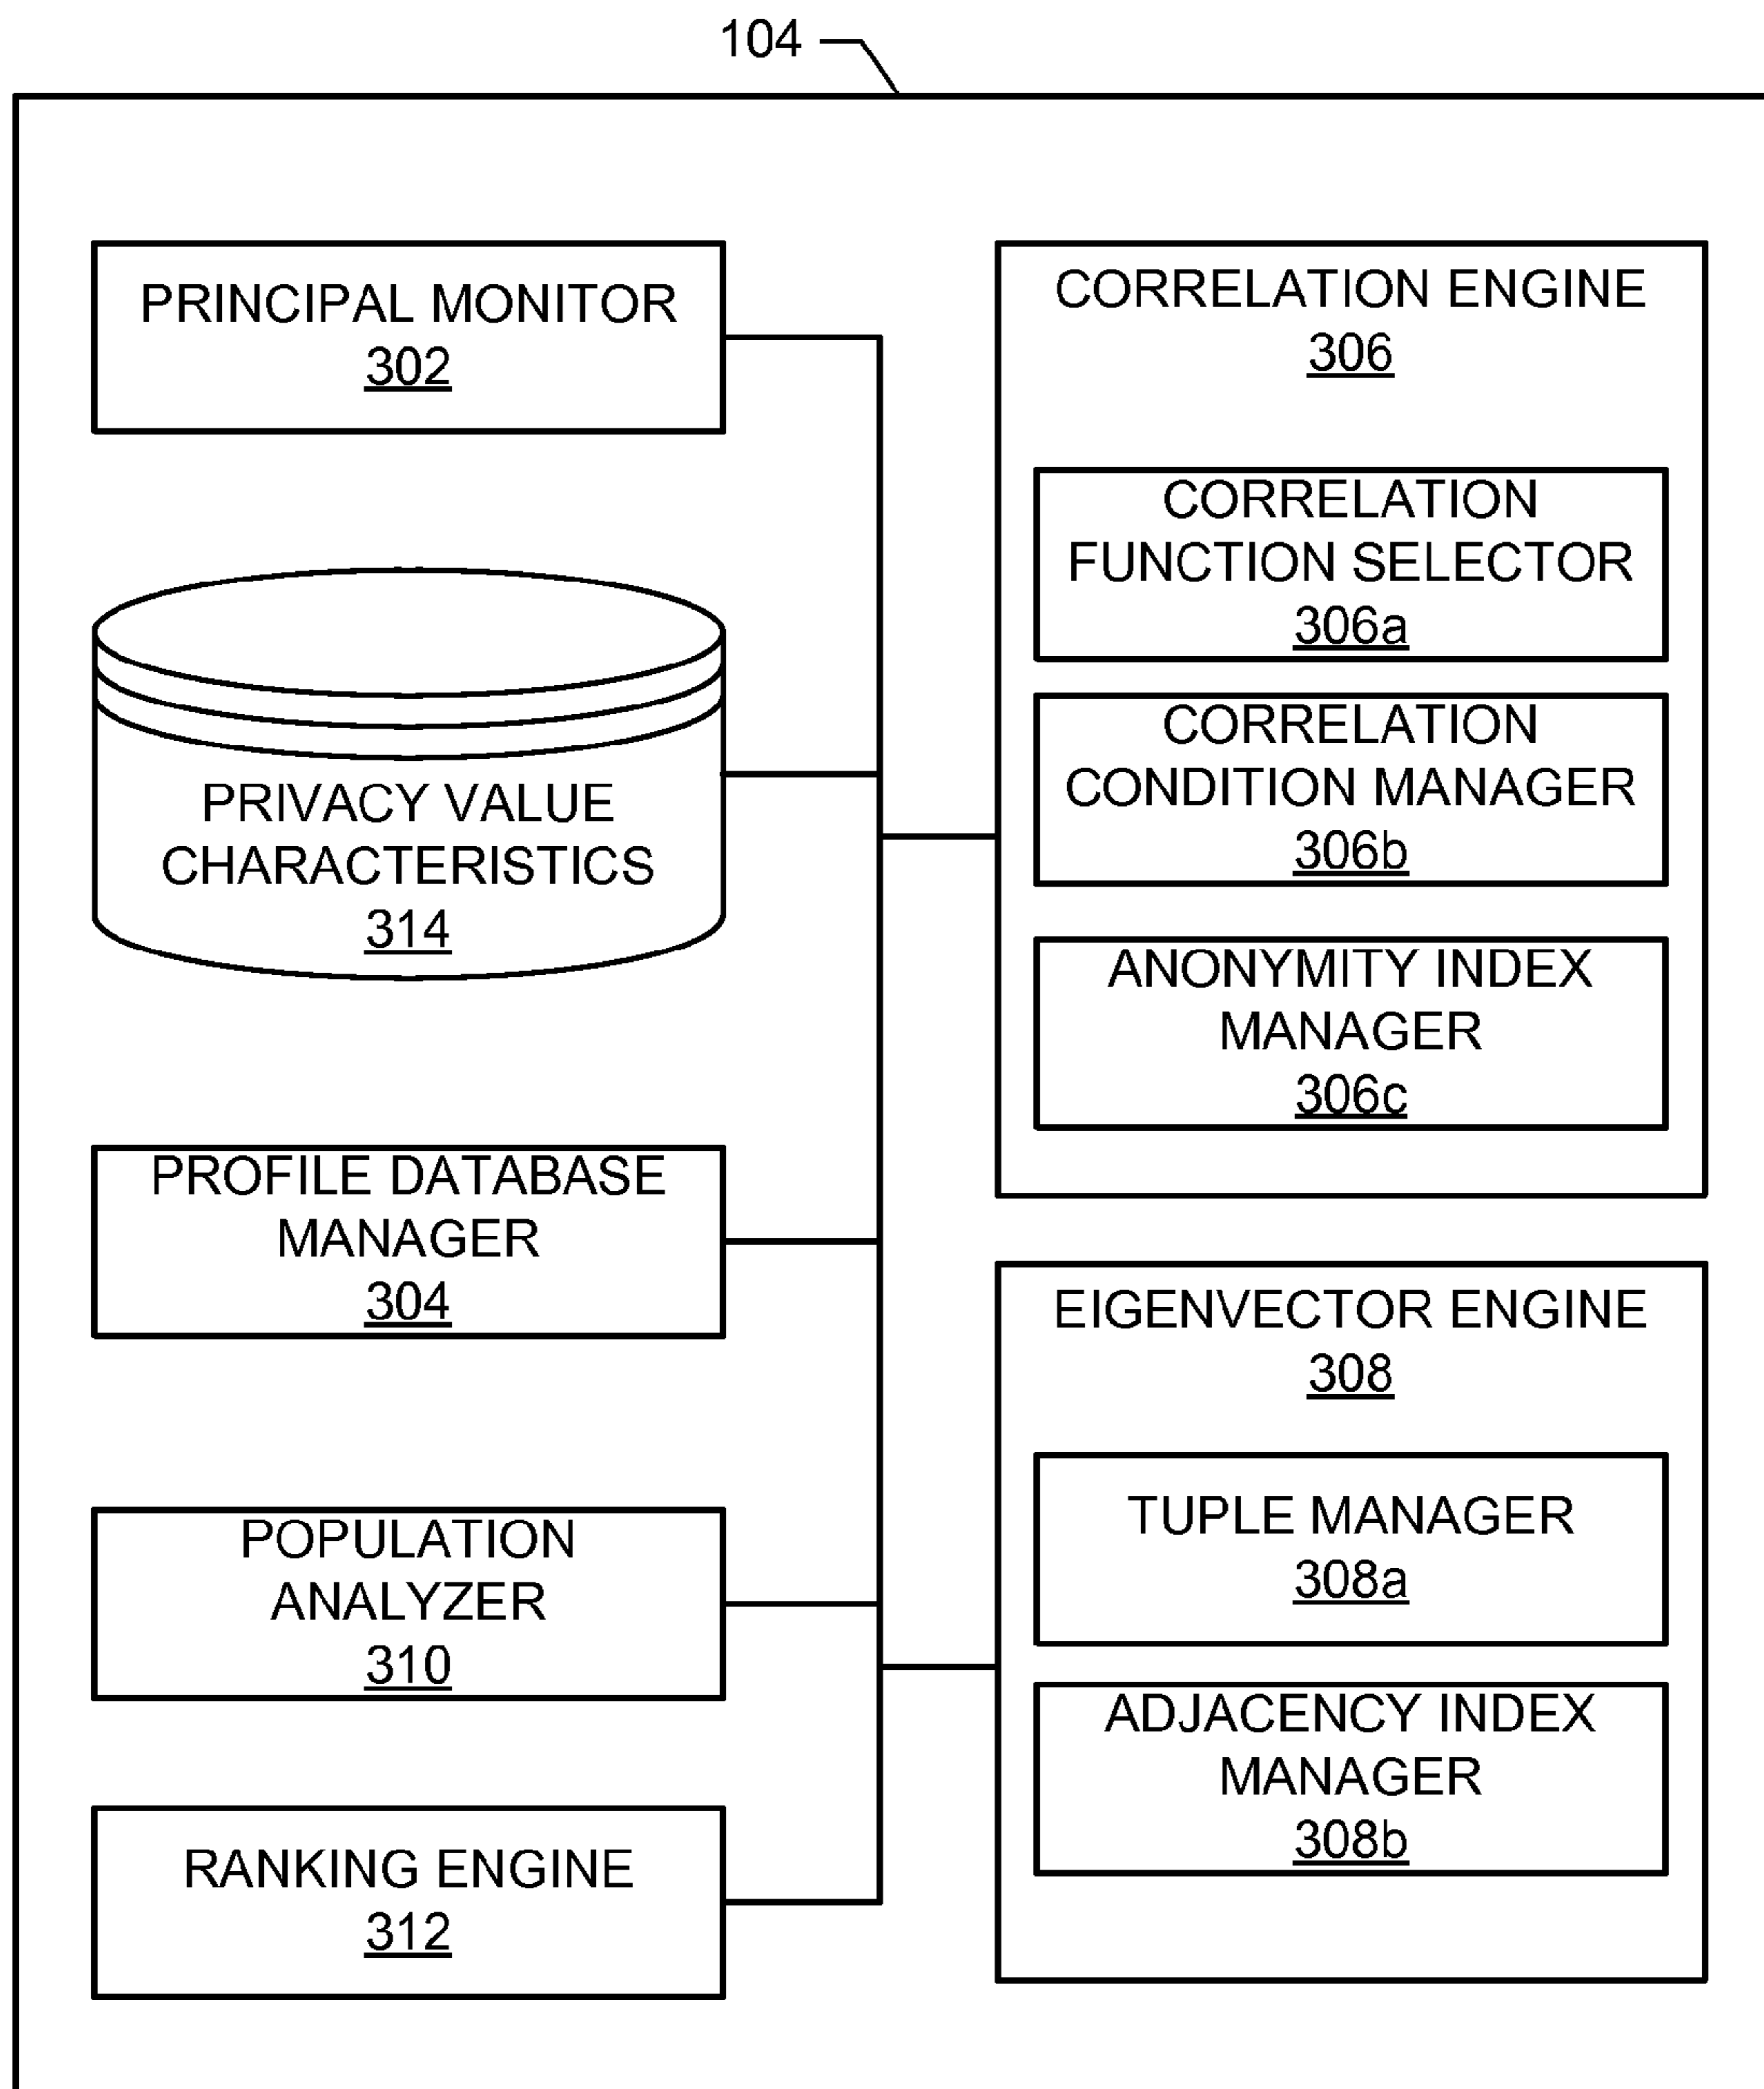 104
PRINCIPAL MONITOR
302
PRIVACY VALUE
CHARACTERISTICS
314
PROFILE DATABASE
MANAGER
304
POPULATION
ANALYZER
310
RANKING ENGINE
312
CORRELATION ENGINE
306
CORRELATION
FUNCTION SELECTOR
306a
CORRELATION
CONDITION MANAGER
306b
ANONYMITY INDEX
MANAGER
306c
EIGENVECTOR ENGINE
308
TUPLE MANAGER
308a
ADJACENCY INDEX
MANAGER
308b